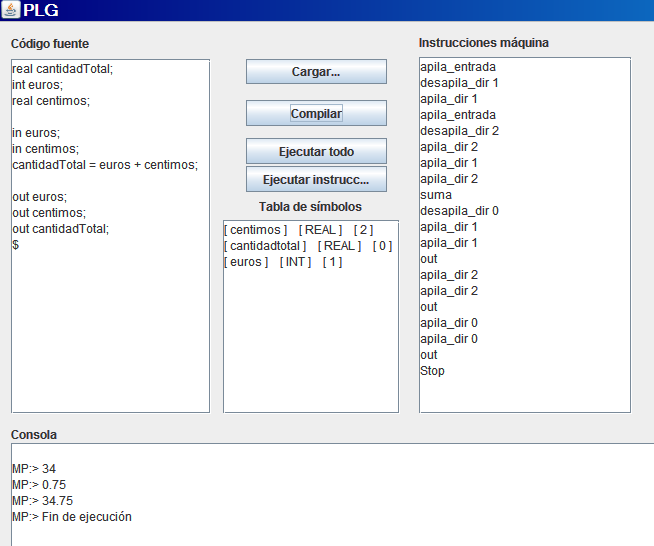 PLG
Código fuente
real cantidadTotal;
int euros;
real centimos;
in euros;
in centimos;
cantidadTotal = euros + centimos;
out euros;
out centimos;
out cantidadTotal;
$
Cargar...
Compilar
Ejecutar todo
Ejecutar instrucc...
Tabla de símbolos
[ centimos ] [ REAL ] [ 2 ]
[ cantidadtotal ] [ REAL ] [ 0 ]
[ euros ] [ INT ] [ 1 ]
Instrucciones máquina
apila_entrada
desapila_dir 1
apila_dir 1
apila_entrada
desapila_dir 2
apila_dir 2
apila_dir 1
apila_dir 2
suma
desapila_dir 0
apila_dir 1
apila_dir 1
out
apila_dir 2
apila_dir 2
out
apila_dir 0
apila_dir 0
out
Stop
Consola
MP:> 34
MP:> 0.75
MP:> 34.75
MP:> Fin de ejecución